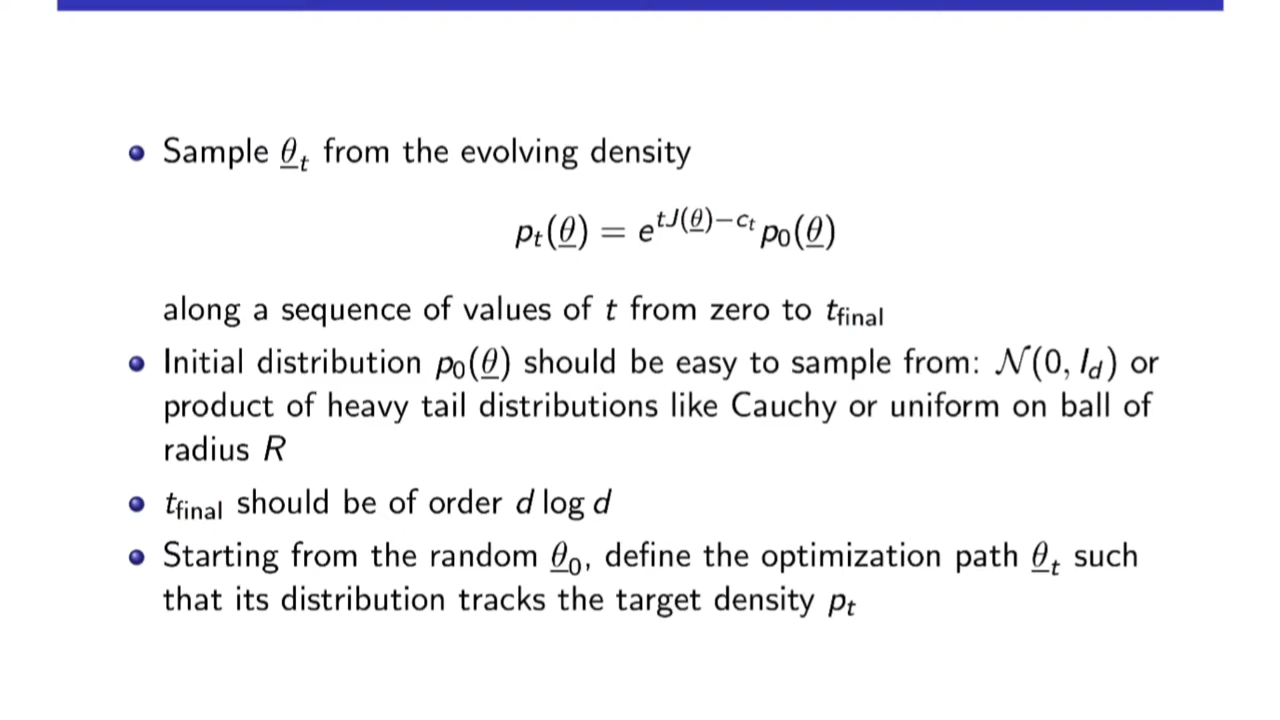 Sample θ_t from the evolving density
p_t(θ) = e^{tJ(θ)−c_t} p_0(θ)
along a sequence of values of t from zero to t_final
Initial distribution p_0(θ) should be easy to sample from: N(0, I_d) or
product of heavy tail distributions like Cauchy or uniform on ball of
radius R
t_final should be of order d log d
Starting from the random θ_0, define the optimization path θ_t such
that its distribution tracks the target density p_t